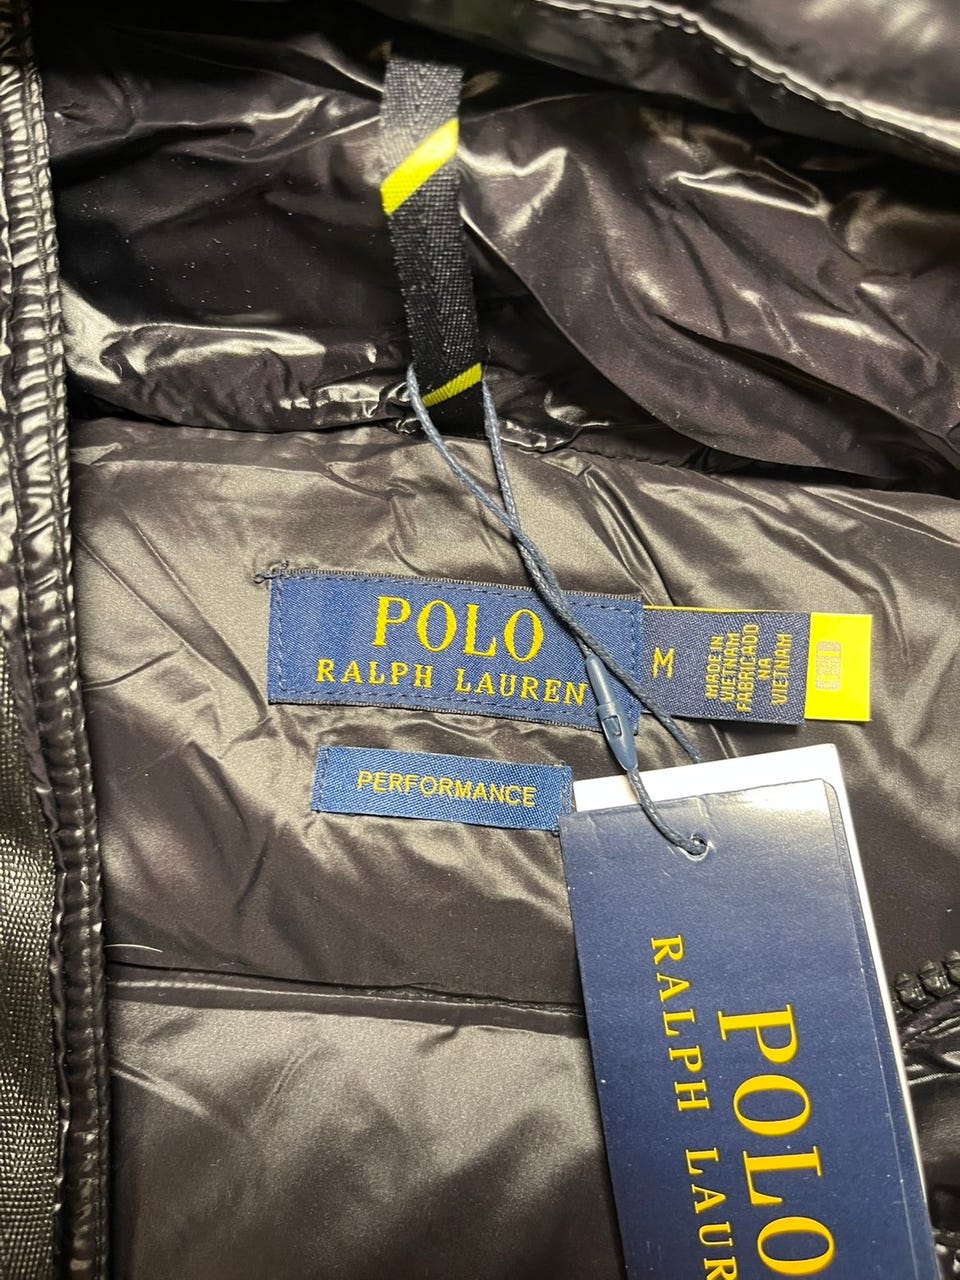 POLO
RALPH LAUREN
M
MADE IN
VIETNAM
FABRICADO
NA
VIETNAM
PERFORMANCE
POLO
RALPH LAUR